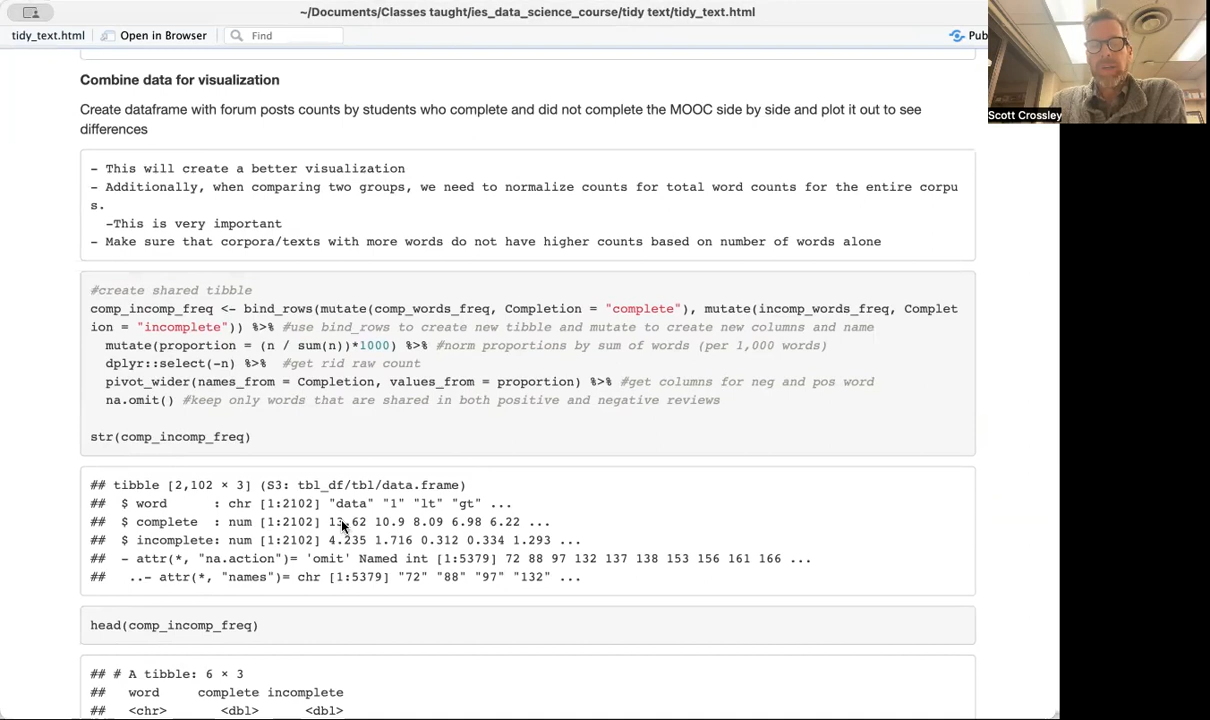 ~/Documents/Classes taught/ies_data_science_course/tidy text/tidy_text.html
tidy_text.html
Open in Browser
Find
Pub
Scott Crossley
Combine data for visualization
Create dataframe with forum posts counts by students who complete and did not complete the MOOC side by side and plot it out to see
differences
- This will create a better visualization
- Additionally, when comparing two groups, we need to normalize counts for total word counts for the entire corpu
s.
  -This is very important
- Make sure that corpora/texts with more words do not have higher counts based on number of words alone
#create shared tibble
comp_incomp_freq <- bind_rows(mutate(comp_words_freq, Completion = "complete"), mutate(incomp_words_freq, Complet
ion = "incomplete")) %>% #use bind_rows to create new tibble and mutate to create new columns and name
  mutate(proportion = (n / sum(n))*1000) %>% #norm proportions by sum of words (per 1,000 words)
  dplyr::select(-n) %>%  #get rid raw count
  pivot_wider(names_from = Completion, values_from = proportion) %>% #get columns for neg and pos word
  na.omit() #keep only words that are shared in both positive and negative reviews
str(comp_incomp_freq)
## tibble [2,102 × 3] (S3: tbl_df/tbl/data.frame)
##  $ word      : chr [1:2102] "data" "1" "lt" "gt" ...
##  $ complete  : num [1:2102] 13.62 10.9 8.09 6.98 6.22 ...
##  $ incomplete: num [1:2102] 4.235 1.716 0.312 0.334 1.293 ...
##  - attr(*, "na.action")= 'omit' Named int [1:5379] 72 88 97 132 137 138 153 156 161 166 ...
##   ..- attr(*, "names")= chr [1:5379] "72" "88" "97" "132" ...
head(comp_incomp_freq)
## # A tibble: 6 × 3
##   word     complete incomplete
##   <chr>       <dbl>      <dbl>